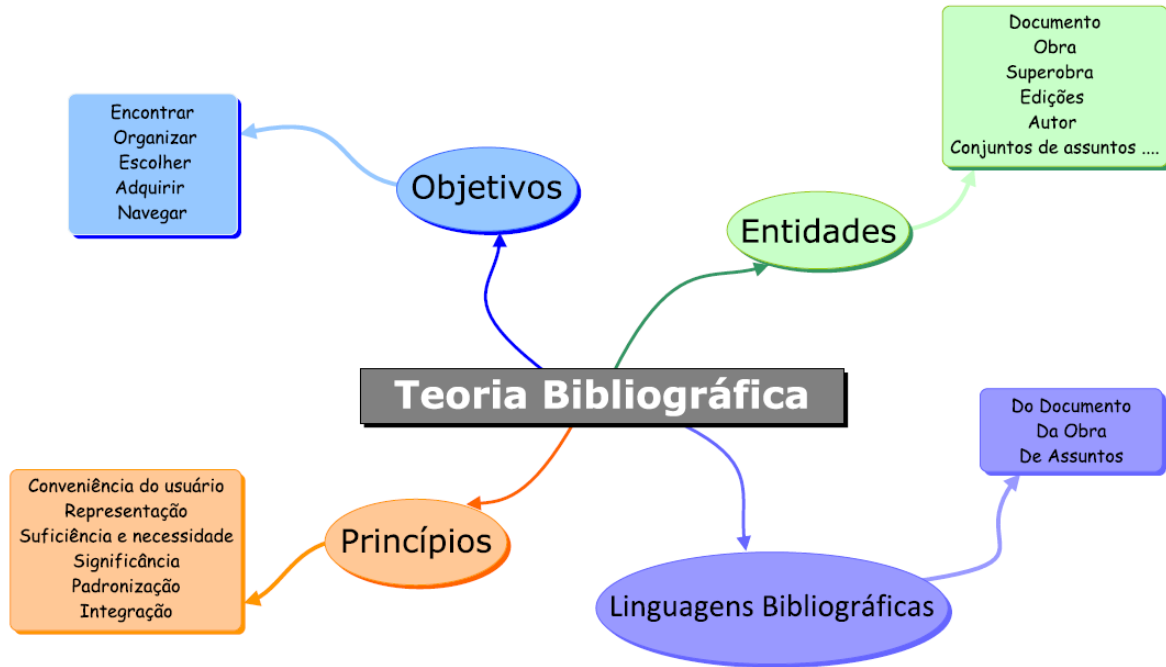 Documento
Obra
Superobra
Edições
Autor
Conjuntos de assuntos ....
Encontrar
Organizar
Escolher
Adquirir
Navegar
Objetivos
Entidades
Teoria Bibliográfica
Do Documento
Da Obra
De Assuntos
Conveniência do usuário
Representação
Suficiência e necessidade
Significância
Padronização
Integração
Princípios
Linguagens Bibliográficas